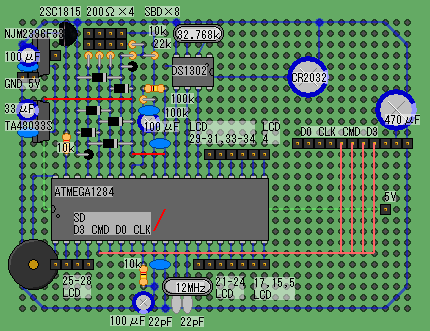 2SC1815 200Ω×4 SBD×8
NJM2396F33 10k 32.768k
22k
100μF
DS1302
CR2032
GND 5V
100k
33μF 100k
470μF
TA48033S 100μF LCD LCD
29-31,33-34 4
D0 CLK CMD D3
10k
ATMEGA1284
5V
SD
D3 CMD D0 CLK
10k
25-28
LCD
12MHz 21-24
LCD
17,15,5
LCD
100μF 22pF 22pF